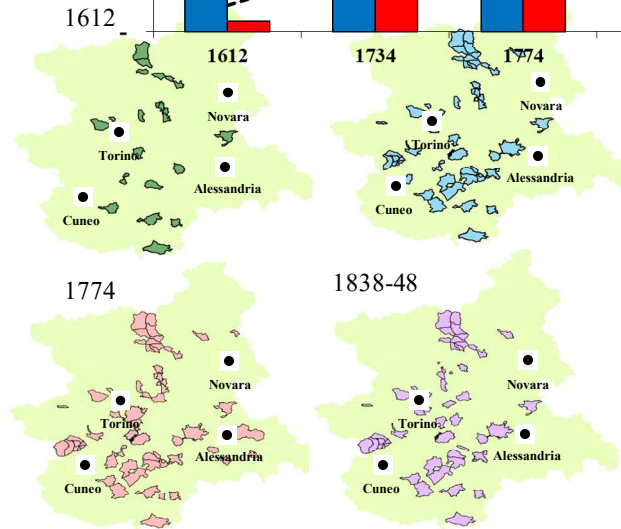 1612
1612
1734
1774
Novara
Torino
Alessandria
Cuneo
Novara
Torino
Alessandria
Cuneo
1774
1838-48
Novara
Torino
Alessandria
Cuneo
Novara
Torino
Alessandria
Cuneo